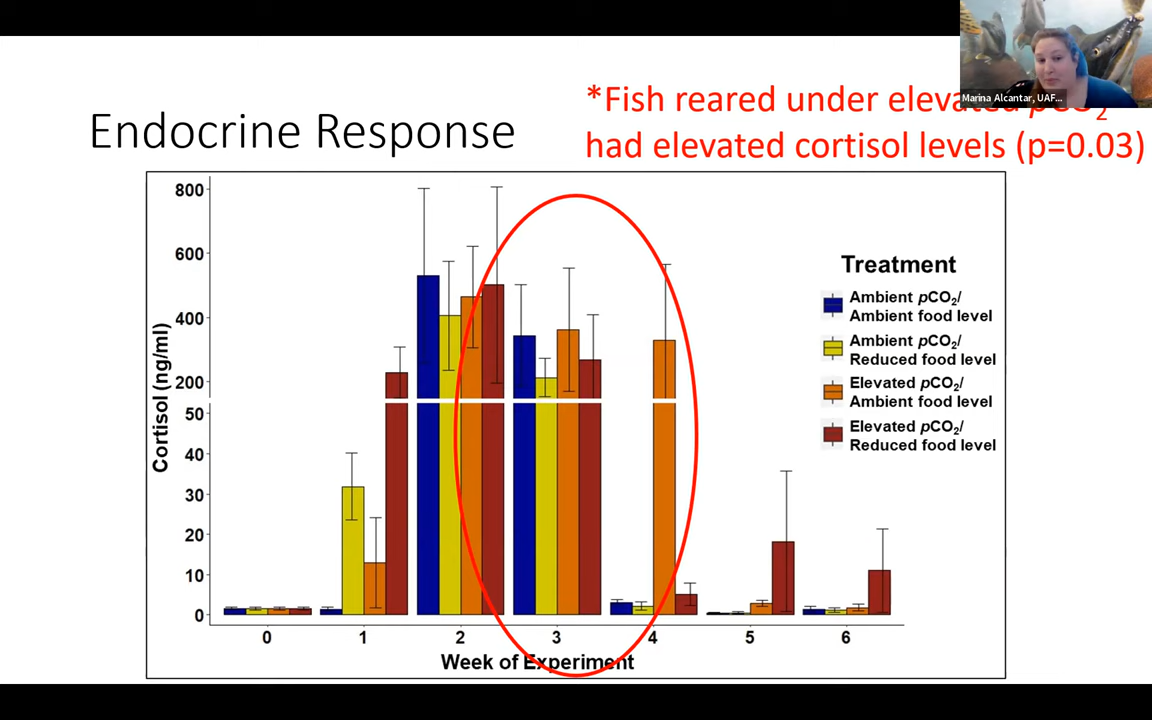 Marina Alcantar, UAF...
*Fish reared under elevated pCO2
had elevated cortisol levels (p=0.03)
Endocrine Response
800
600
400
200
50
40
30
20
10
0
Cortisol (ng/ml)
0 1 2 3 4 5 6
Week of Experiment
Treatment
Ambient pCO2/
Ambient food level
Ambient pCO2/
Reduced food level
Elevated pCO2/
Ambient food level
Elevated pCO2/
Reduced food level